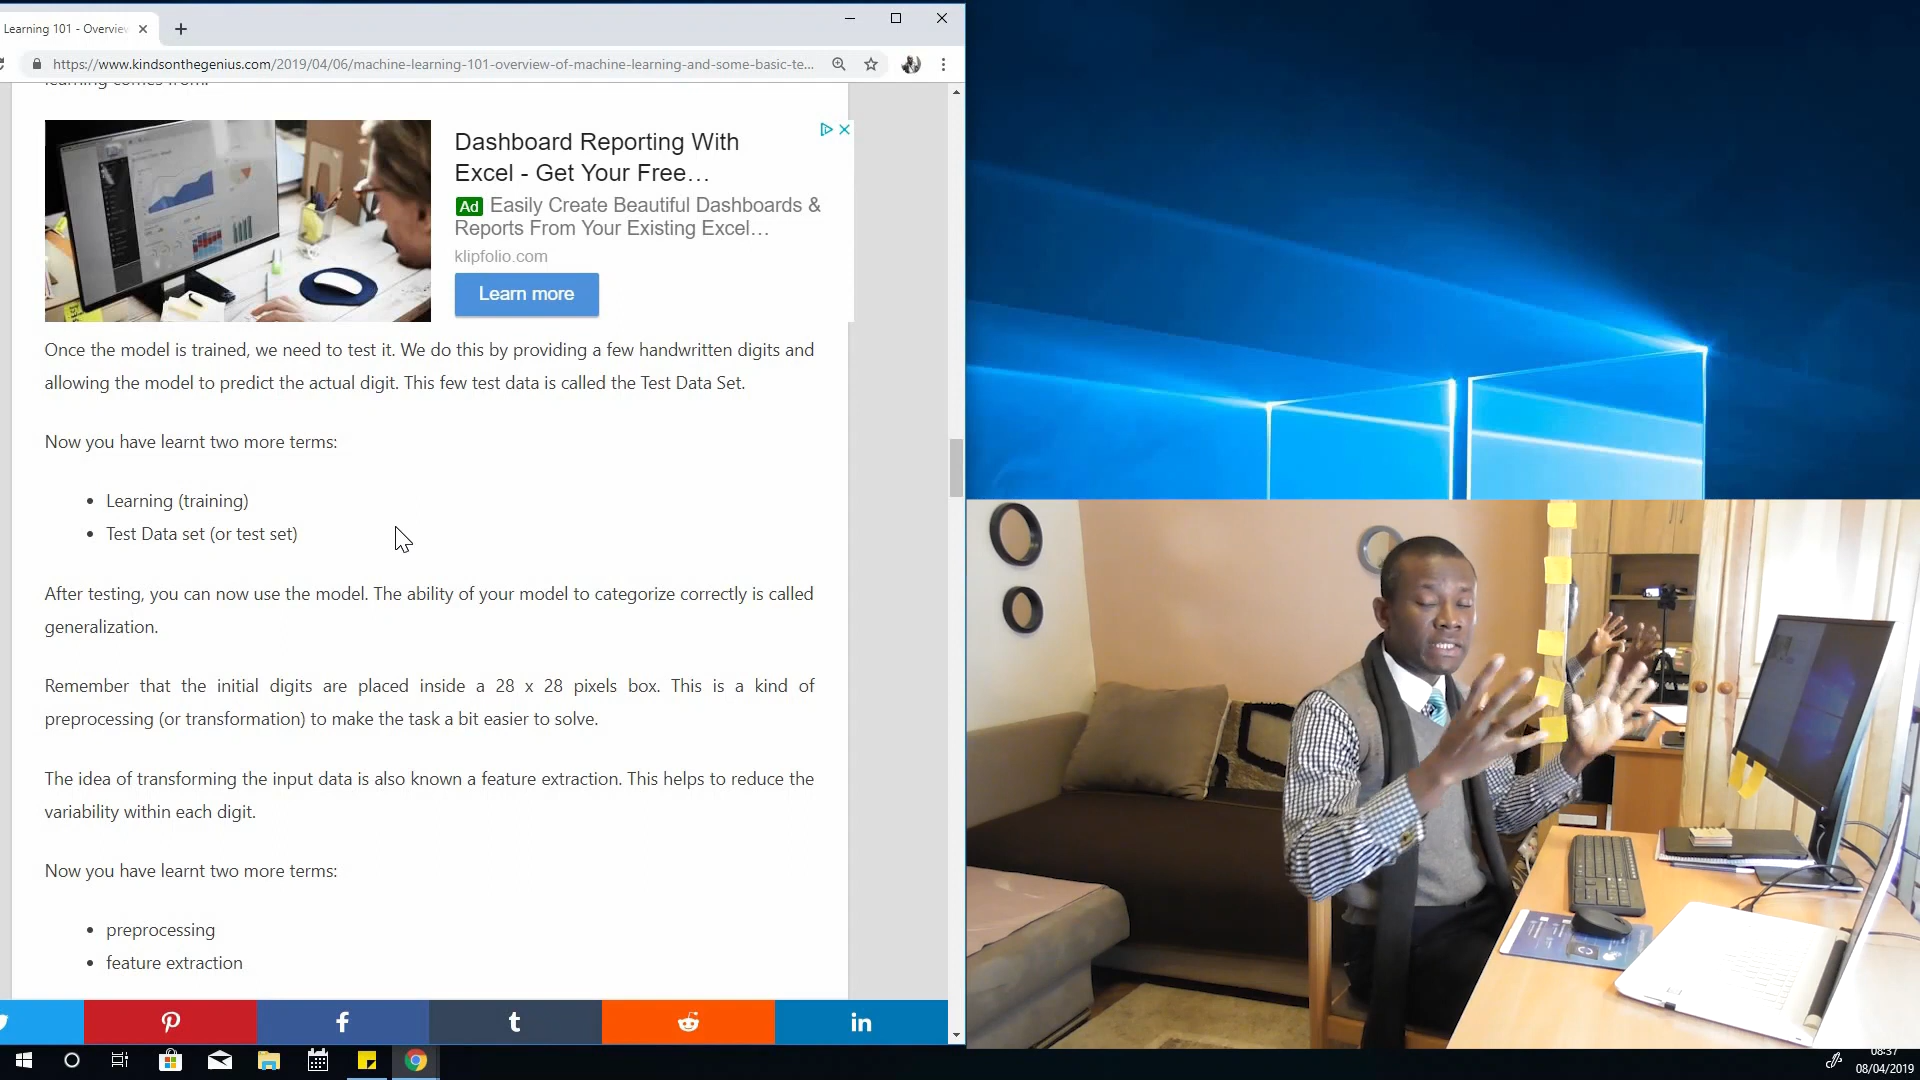 Learning 101 - Overview
https://www.kindsonthegenius.com/2019/04/06/machine-learning-101-overview-of-machine-learning-and-some-basic-te...
learning comes from.
Dashboard Reporting With
Excel - Get Your Free…
Ad Easily Create Beautiful Dashboards &
Reports From Your Existing Excel…
klipfolio.com
Learn more
Once the model is trained, we need to test it. We do this by providing a few handwritten digits and
allowing the model to predict the actual digit. This few test data is called the Test Data Set.
Now you have learnt two more terms:
• Learning (training)
• Test Data set (or test set)
After testing, you can now use the model. The ability of your model to categorize correctly is called
generalization.
Remember that the initial digits are placed inside a 28 x 28 pixels box. This is a kind of
preprocessing (or transformation) to make the task a bit easier to solve.
The idea of transforming the input data is also known a feature extraction. This helps to reduce the
variability within each digit.
Now you have learnt two more terms:
• preprocessing
• feature extraction
08:37
08/04/2019